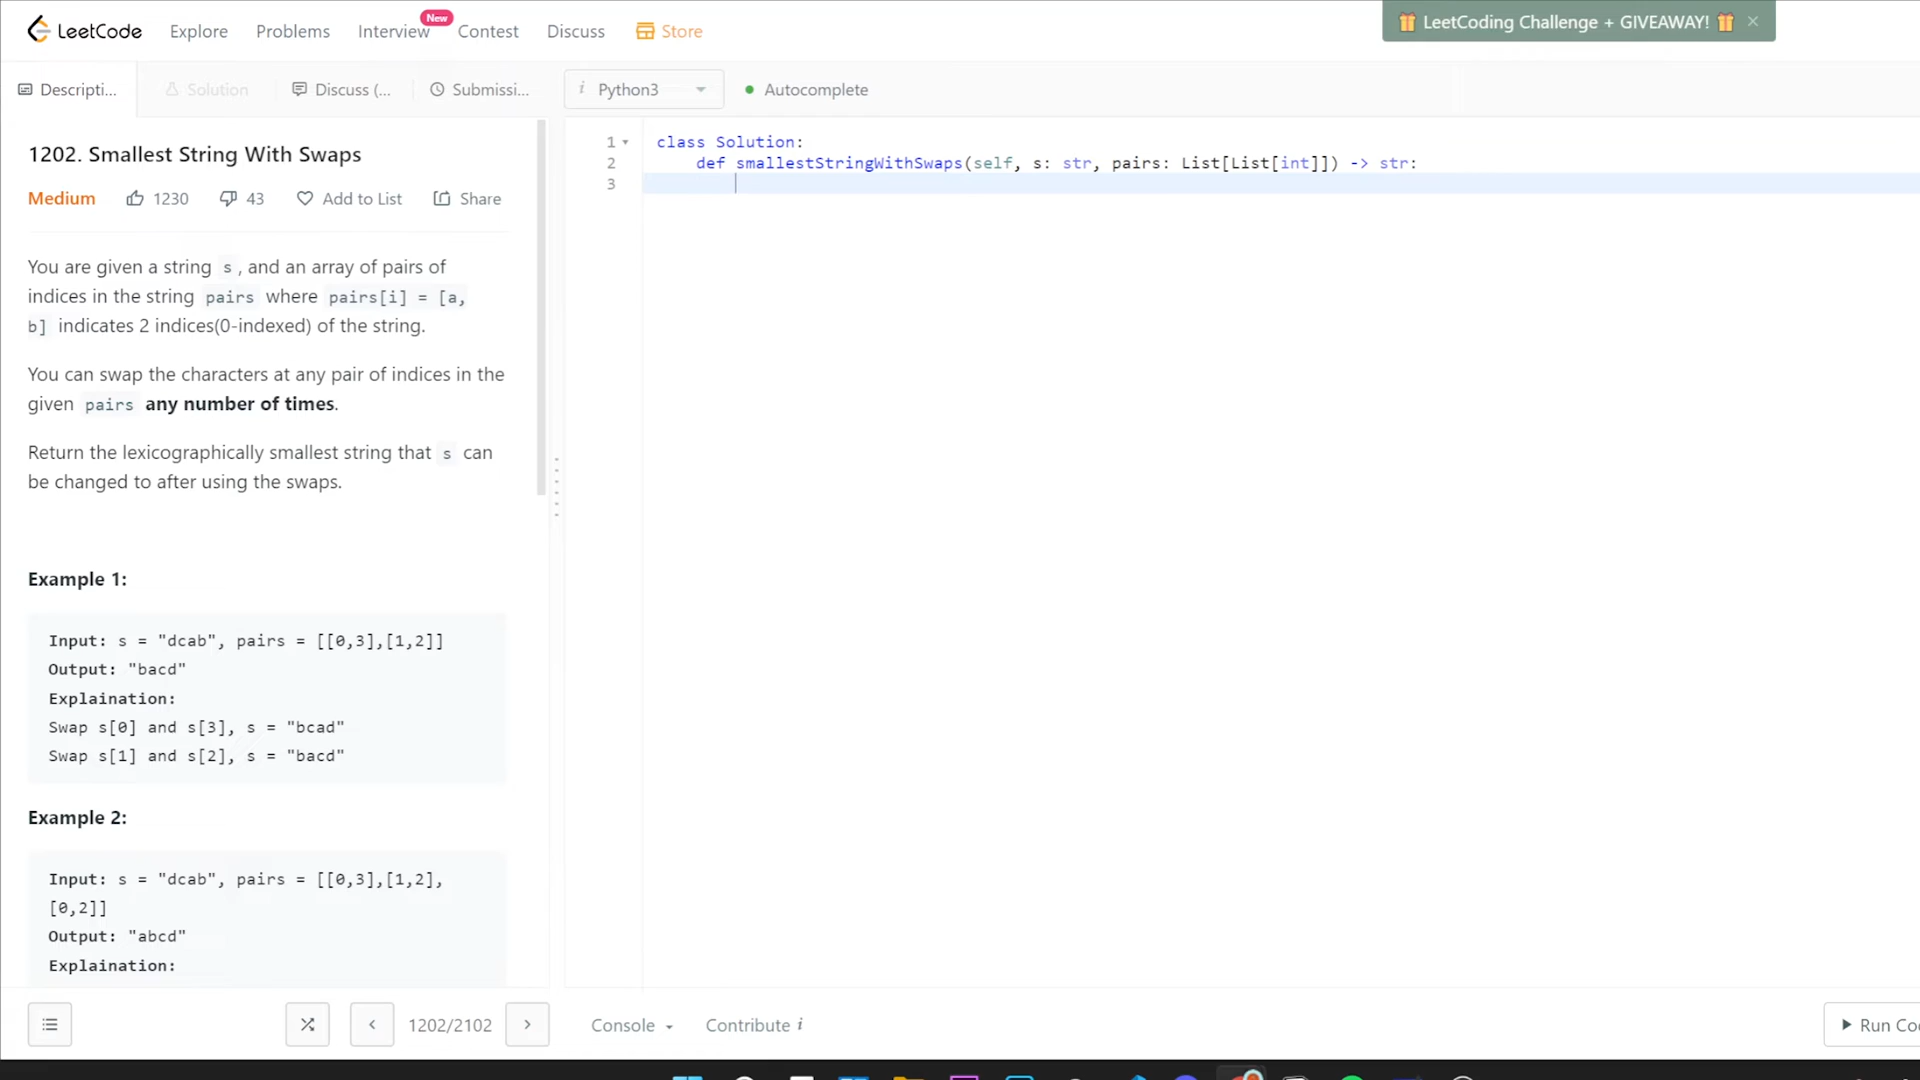 LeetCode Explore Problems Interview New Contest Discuss Store LeetCoding Challenge + GIVEAWAY! ×
Descripti... Solution Discuss (... Submissi... i Python3 Autocomplete
1202. Smallest String With Swaps
Medium 1230 43 Add to List Share
You are given a string s , and an array of pairs of
indices in the string pairs where pairs[i] = [a,
b] indicates 2 indices(0-indexed) of the string.
You can swap the characters at any pair of indices in the
given pairs any number of times.
Return the lexicographically smallest string that s can
be changed to after using the swaps.
Example 1:
Input: s = "dcab", pairs = [[0,3],[1,2]]
Output: "bacd"
Explaination:
Swap s[0] and s[3], s = "bcad"
Swap s[1] and s[2], s = "bacd"
Example 2:
Input: s = "dcab", pairs = [[0,3],[1,2],
[0,2]]
Output: "abcd"
Explaination:
1 class Solution:
2 def smallestStringWithSwaps(self, s: str, pairs: List[List[int]]) -> str:
3
< 1202/2102 > Console Contribute i Run Co